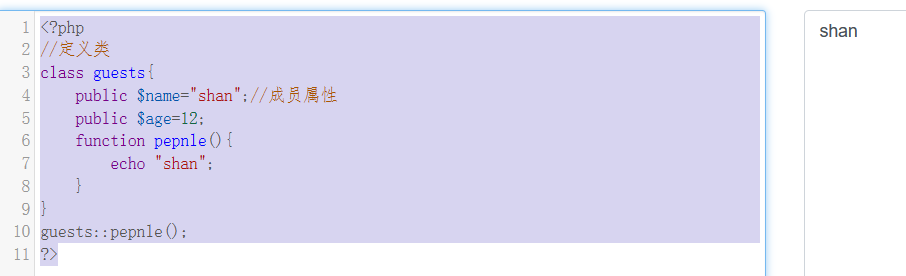 1 <?php
2 //定义类
3 class guests{
4     public $name="shan";//成员属性
5     public $age=12;
6     function pepnle(){
7         echo "shan";
8     }
9 }
10 guests::pepnle();
11 ?>
shan